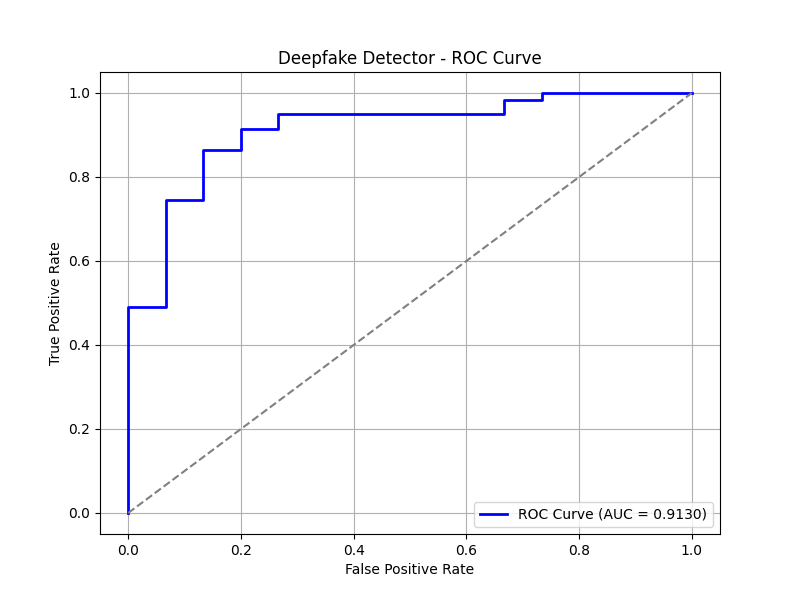 Deepfake Detector - ROC Curve
True Positive Rate
1.0
0.8
0.6
0.4
0.2
0.0
ROC Curve (AUC = 0.9130)
0.0 0.2 0.4 0.6 0.8 1.0
False Positive Rate